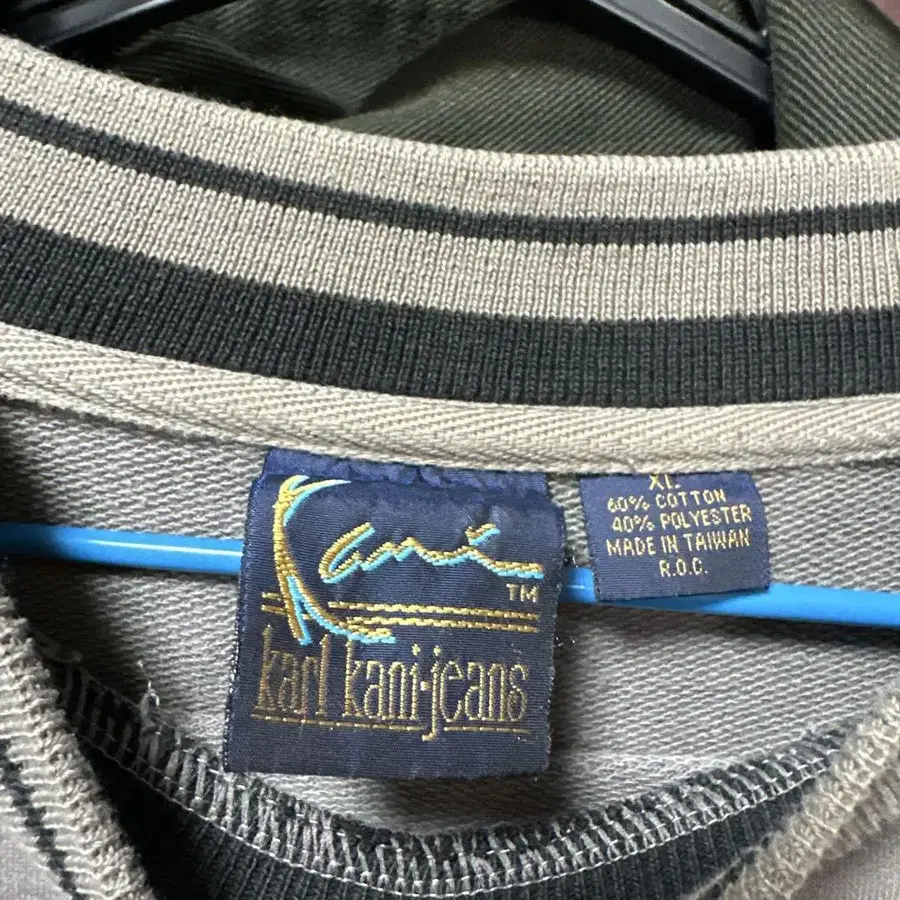 Kani
TM
karl kani-jeans
XL
60% COTTON
40% POLYESTER
MADE IN TAIWAN
R.O.C.